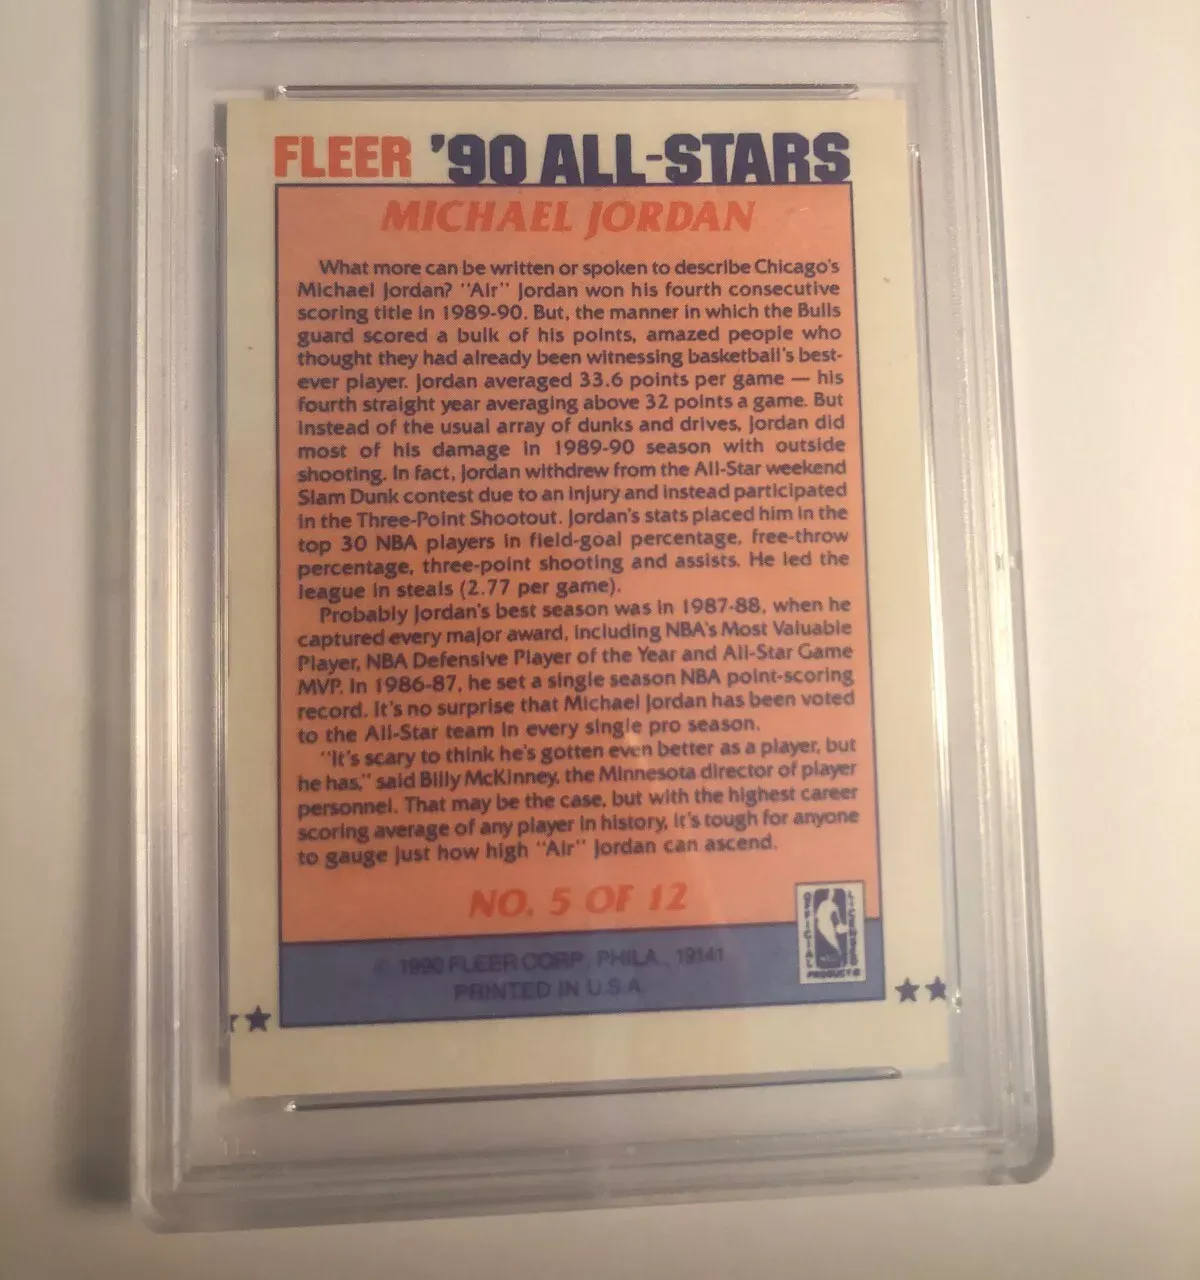 FLEER '90 ALL-STARS
MICHAEL JORDAN
What more can be written or spoken to describe Chicago's
Michael Jordan? "Air" Jordan won his fourth consecutive
scoring title in 1989-90. But, the manner in which the Bulls
guard scored a bulk of his points, amazed people who
thought they had already been witnessing basketball's best-
ever player. Jordan averaged 33.6 points per game — his
fourth straight year averaging above 32 points a game. But
instead of the usual array of dunks and drives, Jordan did
most of his damage in 1989-90 season with outside
shooting. In fact, Jordan withdrew from the All-Star weekend
Slam Dunk contest due to an injury and instead participated
in the Three-Point Shootout. Jordan's stats placed him in the
top 30 NBA players in field-goal percentage, free-throw
percentage, three-point shooting and assists. He led the
league in steals (2.77 per game).
Probably Jordan's best season was in 1987-88, when he
captured every major award, including NBA's Most Valuable
Player, NBA Defensive Player of the Year and All-Star Game
MVP. In 1986-87, he set a single season NBA point-scoring
record. It's no surprise that Michael Jordan has been voted
to the All-Star team in every single pro season.
"It's scary to think he's gotten even better as a player, but
he has," said Billy McKinney, the Minnesota director of player
personnel. That may be the case, but with the highest career
scoring average of any player in history, it's tough for anyone
to gauge just how high "Air" Jordan can ascend.
NO. 5 OF 12
OFFICIAL LICENSED
NBA
PRODUCT ®
© 1990 FLEER CORP., PHILA., 19141
PRINTED IN U.S.A.